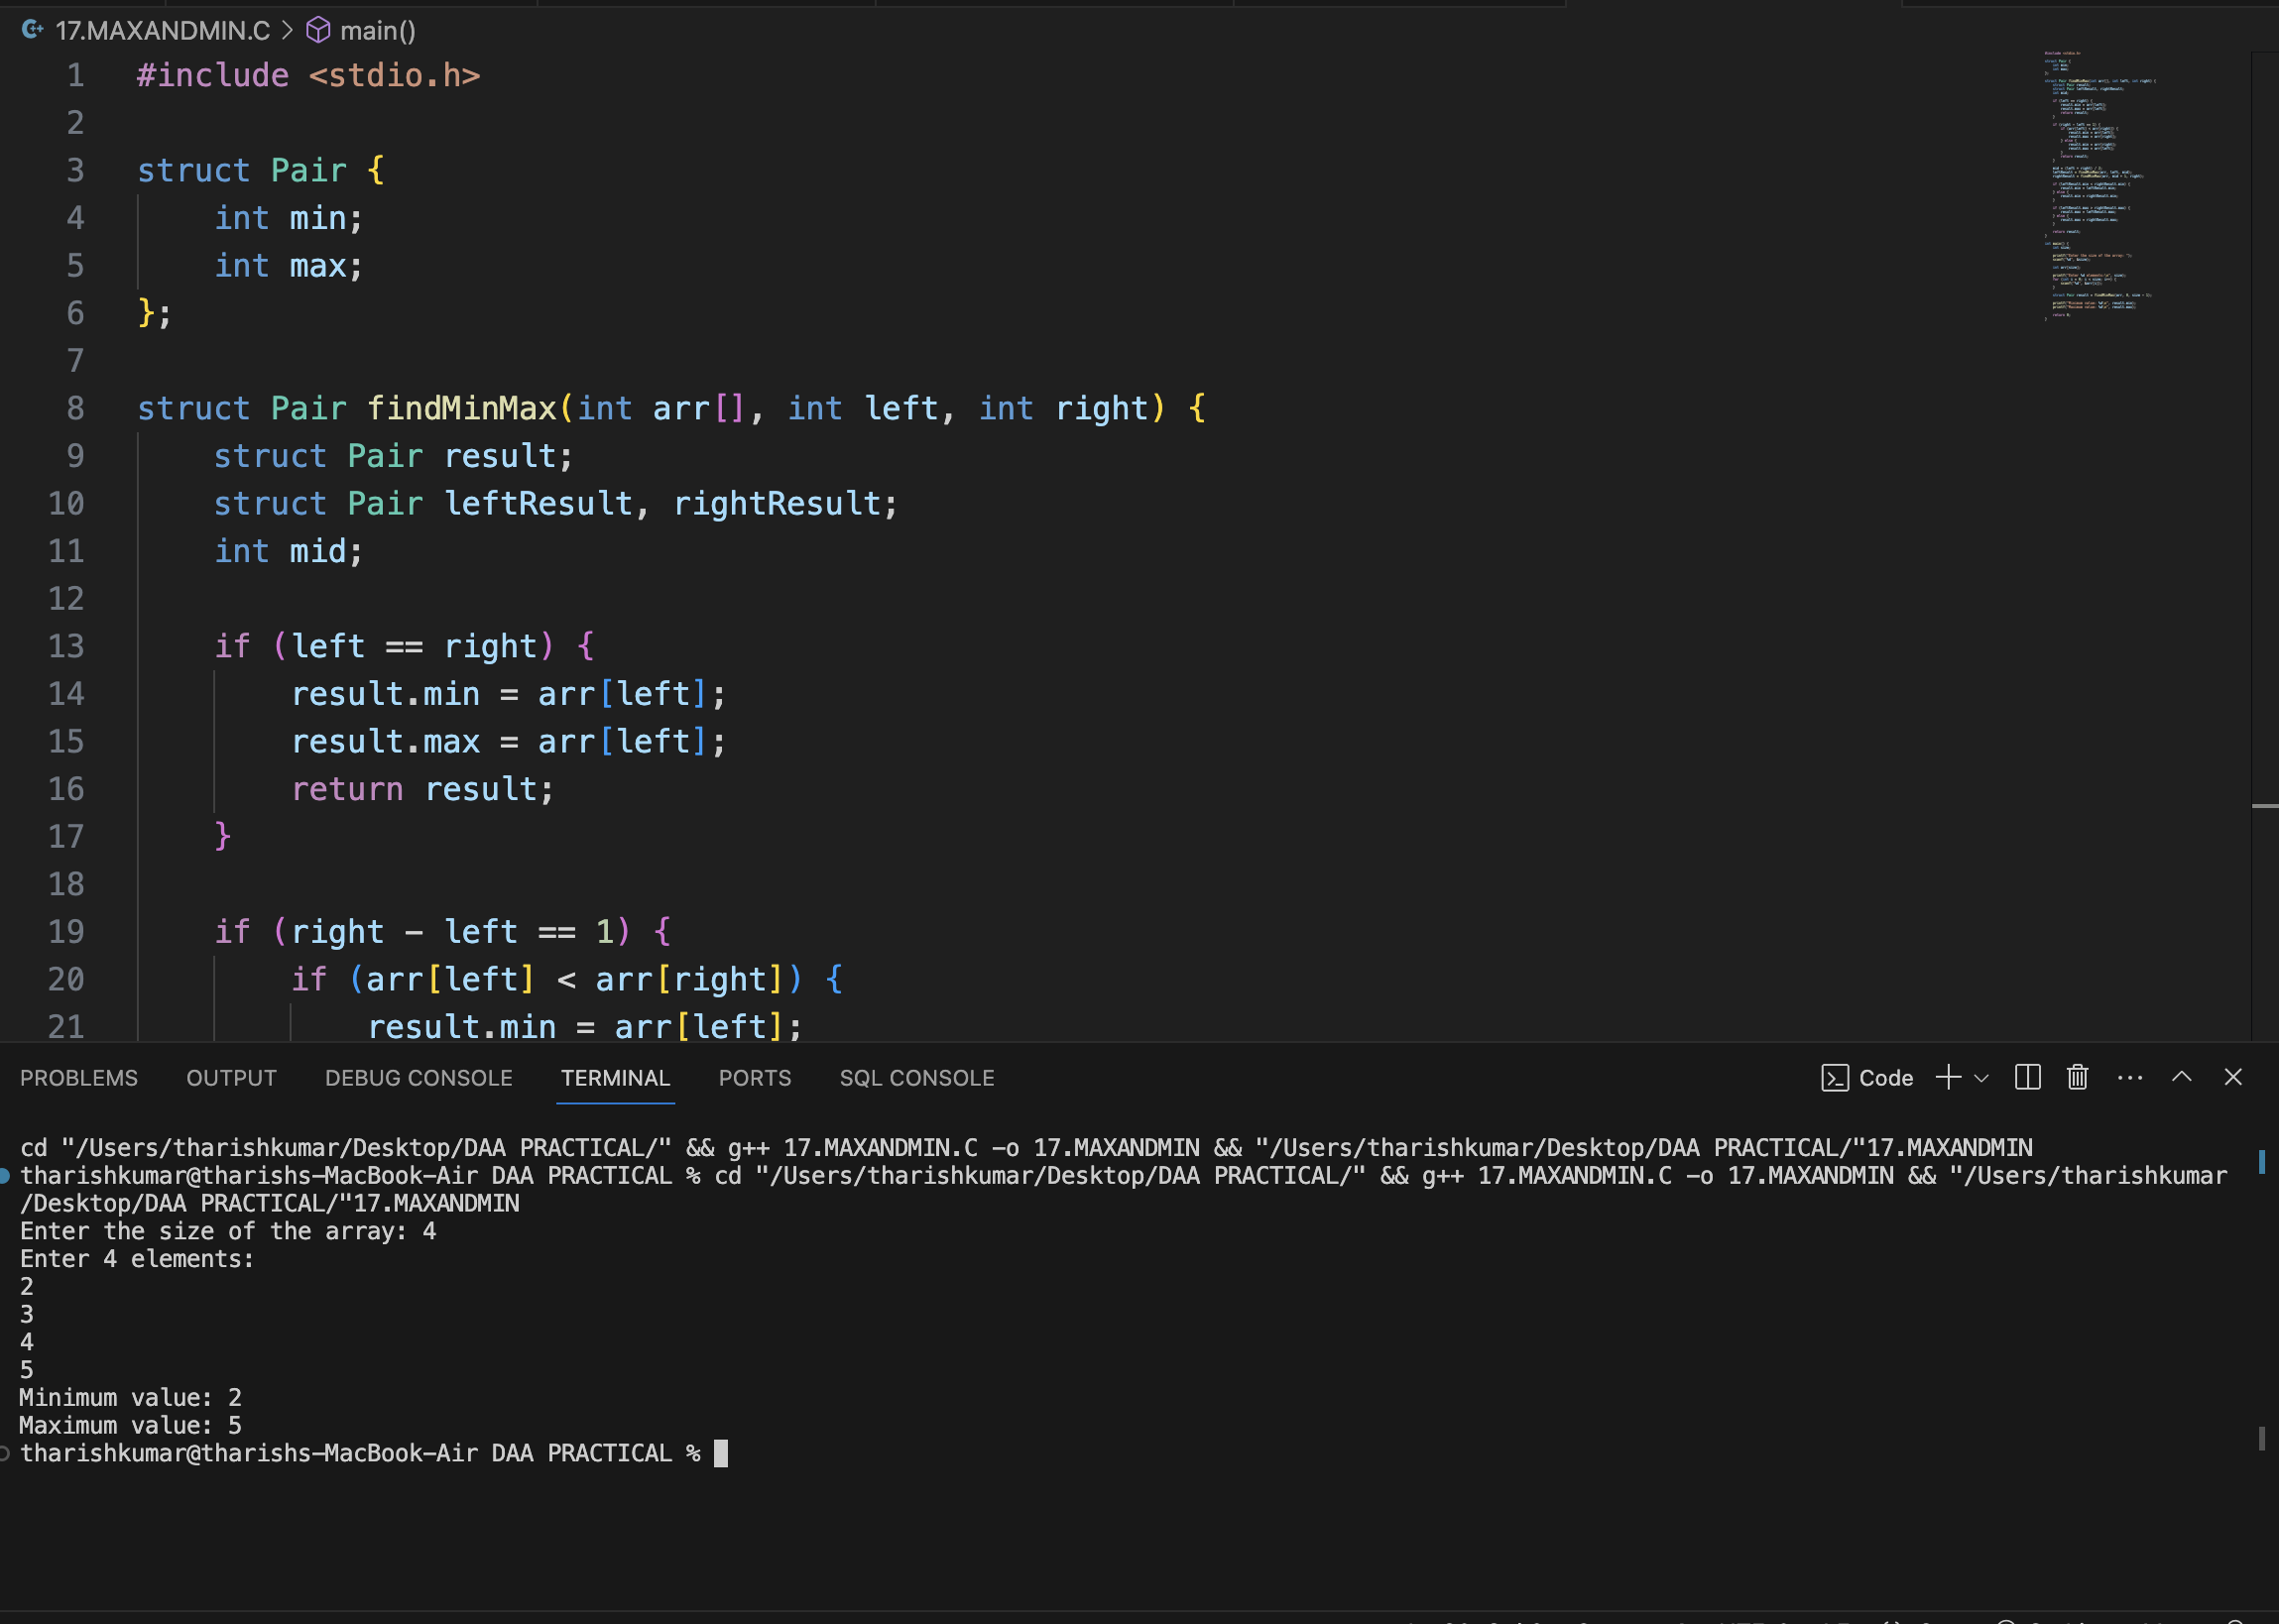 17.MAXANDMIN.C > main()
1 #include <stdio.h>
2
3 struct Pair {
4 int min;
5 int max;
6 };
7
8 struct Pair findMinMax(int arr[], int left, int right) {
9 struct Pair result;
10 struct Pair leftResult, rightResult;
11 int mid;
12
13 if (left == right) {
14 result.min = arr[left];
15 result.max = arr[left];
16 return result;
17 }
18
19 if (right - left == 1) {
20 if (arr[left] < arr[right]) {
21 result.min = arr[left];
PROBLEMS OUTPUT DEBUG CONSOLE TERMINAL PORTS SQL CONSOLE Code
cd "/Users/tharishkumar/Desktop/DAA PRACTICAL/" && g++ 17.MAXANDMIN.C -o 17.MAXANDMIN && "/Users/tharishkumar/Desktop/DAA PRACTICAL/"17.MAXANDMIN
tharishkumar@tharishs-MacBook-Air DAA PRACTICAL % cd "/Users/tharishkumar/Desktop/DAA PRACTICAL/" && g++ 17.MAXANDMIN.C -o 17.MAXANDMIN && "/Users/tharishkumar
/Desktop/DAA PRACTICAL/"17.MAXANDMIN
Enter the size of the array: 4
Enter 4 elements:
2
3
4
5
Minimum value: 2
Maximum value: 5
tharishkumar@tharishs-MacBook-Air DAA PRACTICAL %